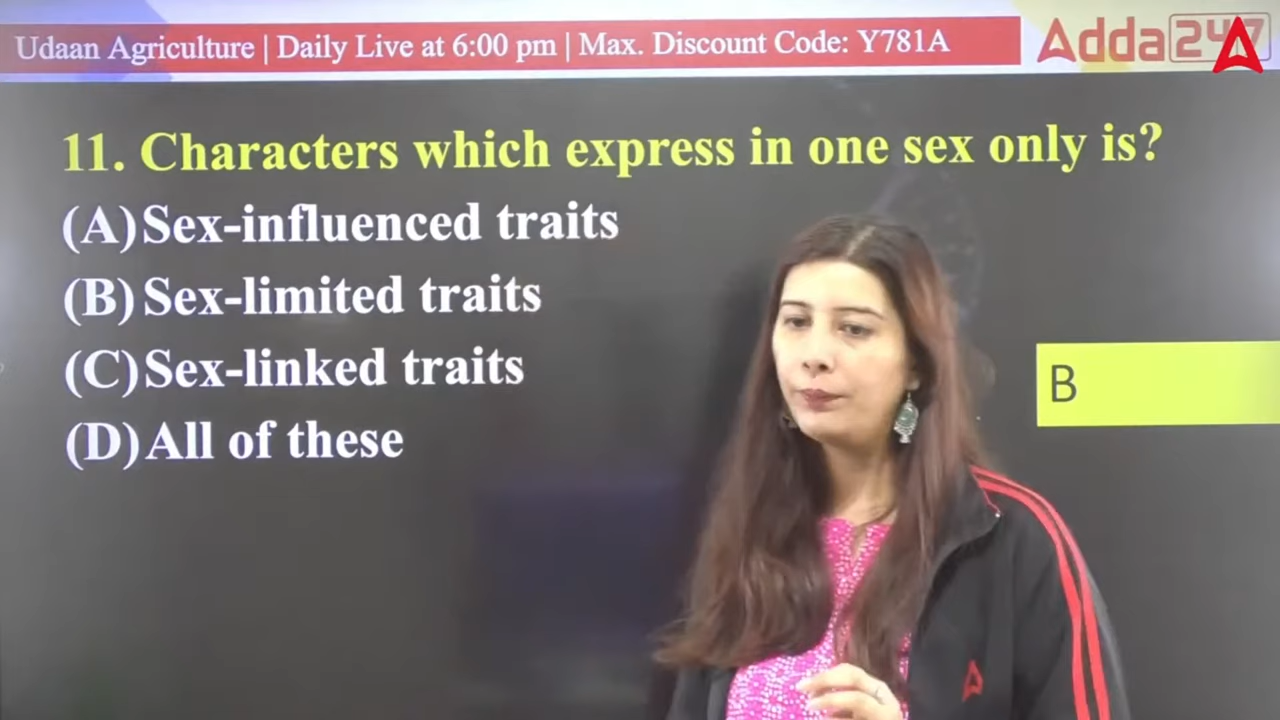 Udaan Agriculture | Daily Live at 6:00 pm | Max. Discount Code: Y781A
Adda247
11. Characters which express in one sex only is?
(A) Sex-influenced traits
(B) Sex-limited traits
(C) Sex-linked traits
(D) All of these
B